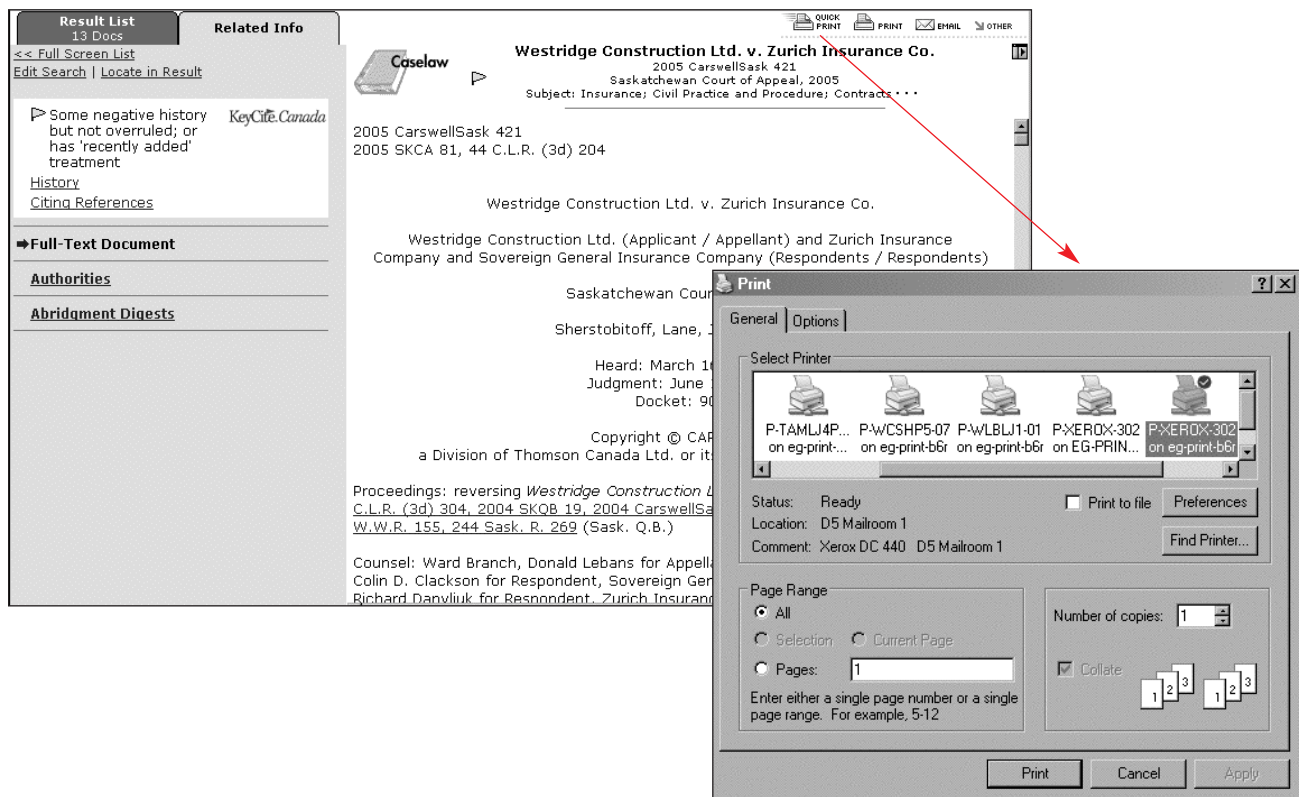 Result List
13 Docs
Related Info
<< Full Screen List
Edit Search | Locate in Result
Some negative history
but not overruled; or
has 'recently added'
treatment
KeyCite.Canada
History
Citing References
Full-Text Document
Authorities
Abridgment Digests
QUICK
PRINT
PRINT
EMAIL
OTHER
Caselaw
Westridge Construction Ltd. v. Zurich Insurance Co.
2005 CarswellSask 421
Saskatchewan Court of Appeal, 2005
Subject: Insurance; Civil Practice and Procedure; Contracts • • •
2005 CarswellSask 421
2005 SKCA 81, 44 C.L.R. (3d) 204
Westridge Construction Ltd. v. Zurich Insurance Co.
Westridge Construction Ltd. (Applicant / Appellant) and Zurich Insurance
Company and Sovereign General Insurance Company (Respondents / Respondents)
Saskatchewan Cour
Sherstobitoff, Lane,
Heard: March 1
Judgment: June
Docket: 90
Copyright © CAR
a Division of Thomson Canada Ltd. or its
Proceedings: reversing Westridge Construction
C.L.R. (3d) 304, 2004 SKQB 19, 2004 CarswellSa
W.W.R. 155, 244 Sask. R. 269 (Sask. Q.B.)
Counsel: Ward Branch, Donald Lebans for Appell
Colin D. Clackson for Respondent, Sovereign Gen
Richard Danyliuk for Respondent, Zurich Insuranc
Print
General
Options
Select Printer
P-TAMLJ4P... P-WCSHP5-07 P-WLBLJ1-01 P-XEROX-302 P-XEROX-302
on eg-print-... on eg-print-b6r on eg-print-b6r on EG-PRIN... on eg-print-b6r
Status: Ready
Print to file
Preferences
Location: D5 Mailroom 1
Comment: Xerox DC 440 D5 Mailroom 1
Find Printer...
Page Range
All
Selection Current Page
Pages: 1
Enter either a single page number or a single
page range. For example, 5-12
Number of copies: 1
Collate
1 2 3 1 2 3
Print
Cancel
Apply